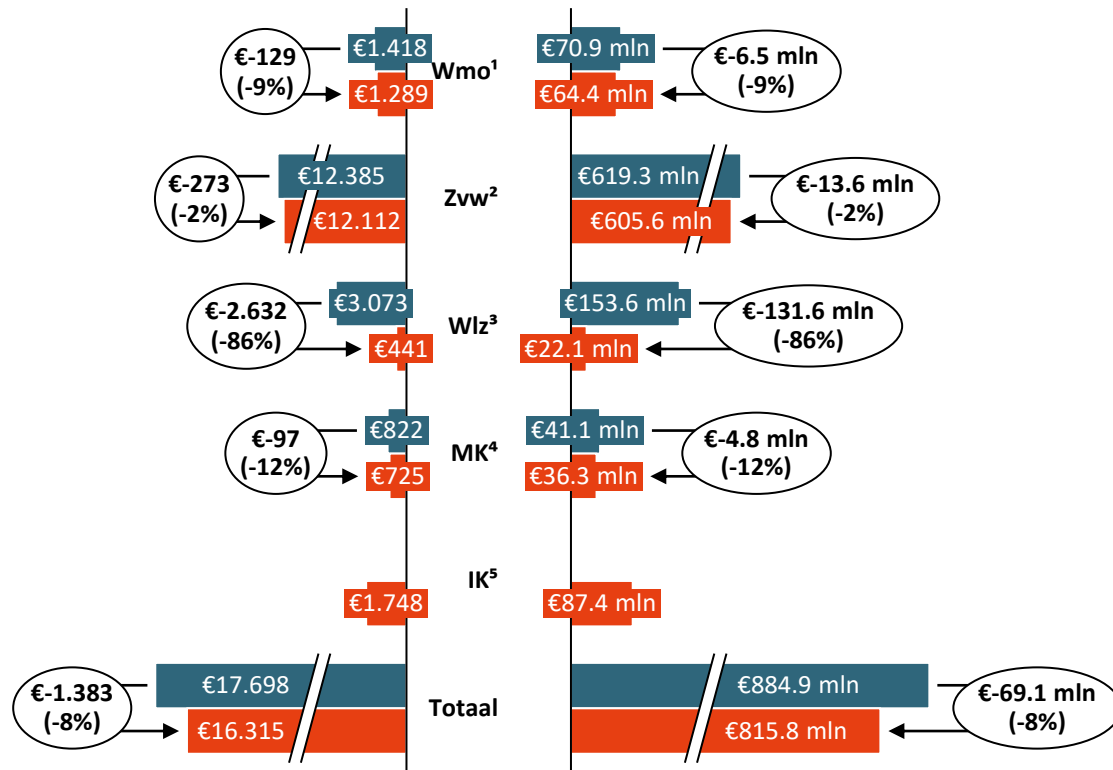 €-129
(-9%)
€1.418
€1.289
Wmo¹
€70.9 mln
€64.4 mln
€-6.5 mln
(-9%)
€-273
(-2%)
€12.385
€12.112
Zvw²
€619.3 mln
€605.6 mln
€-13.6 mln
(-2%)
€-2.632
(-86%)
€3.073
€441
Wlz³
€153.6 mln
€22.1 mln
€-131.6 mln
(-86%)
€-97
(-12%)
€822
€725
MK⁴
€41.1 mln
€36.3 mln
€-4.8 mln
(-12%)
€1.748
IK⁵
€87.4 mln
€-1.383
(-8%)
€17.698
€16.315
Totaal
€884.9 mln
€815.8 mln
€-69.1 mln
(-8%)